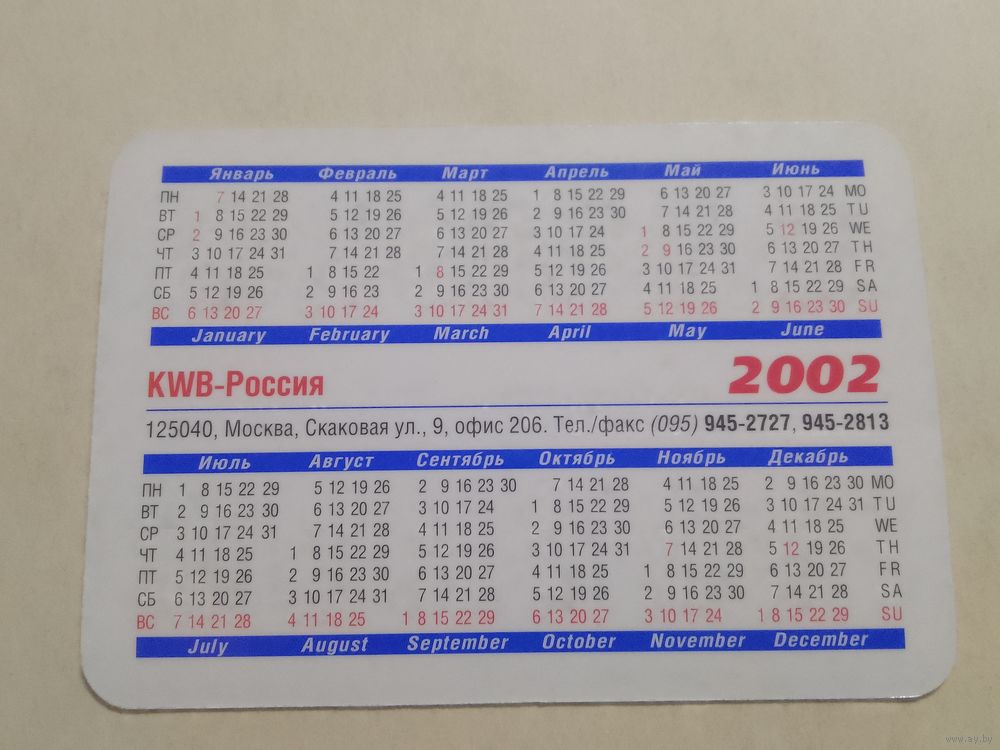 Январь Февраль Март Апрель Май Июнь
ПН 7 14 21 28 4 11 18 25 4 11 18 25 1 8 15 22 29 6 13 20 27 3 10 17 24 MO
ВТ 1 8 15 22 29 5 12 19 26 5 12 19 26 2 9 16 23 30 7 14 21 28 4 11 18 25 TU
СР 2 9 16 23 30 6 13 20 27 6 13 20 27 3 10 17 24 1 8 15 22 29 5 12 19 26 WE
ЧТ 3 10 17 24 31 7 14 21 28 7 14 21 28 4 11 18 25 2 9 16 23 30 6 13 20 27 TH
ПТ 4 11 18 25 1 8 15 22 1 8 15 22 29 5 12 19 26 3 10 17 24 31 7 14 21 28 FR
СБ 5 12 19 26 2 9 16 23 2 9 16 23 30 6 13 20 27 4 11 18 25 1 8 15 22 29 SA
ВС 6 13 20 27 3 10 17 24 3 10 17 24 31 7 14 21 28 5 12 19 26 2 9 16 23 30 SU
January February March April May June
KWB-Россия 2002
125040, Москва, Скаковая ул., 9, офис 206. Тел./факс (095) 945-2727, 945-2813
Июль Август Сентябрь Октябрь Ноябрь Декабрь
ПН 1 8 15 22 29 5 12 19 26 2 9 16 23 30 7 14 21 28 4 11 18 25 2 9 16 23 30 MO
ВТ 2 9 16 23 30 6 13 20 27 3 10 17 24 1 8 15 22 29 5 12 19 26 3 10 17 24 31 TU
СР 3 10 17 24 31 7 14 21 28 4 11 18 25 2 9 16 23 30 6 13 20 27 4 11 18 25 WE
ЧТ 4 11 18 25 1 8 15 22 29 5 12 19 26 3 10 17 24 31 7 14 21 28 5 12 19 26 TH
ПТ 5 12 19 26 2 9 16 23 30 6 13 20 27 4 11 18 25 1 8 15 22 29 6 13 20 27 FR
СБ 6 13 20 27 3 10 17 24 31 7 14 21 28 5 12 19 26 2 9 16 23 30 7 14 21 28 SA
ВС 7 14 21 28 4 11 18 25 1 8 15 22 29 6 13 20 27 3 10 17 24 1 8 15 22 29 SU
July August September October November December
www.ay.by